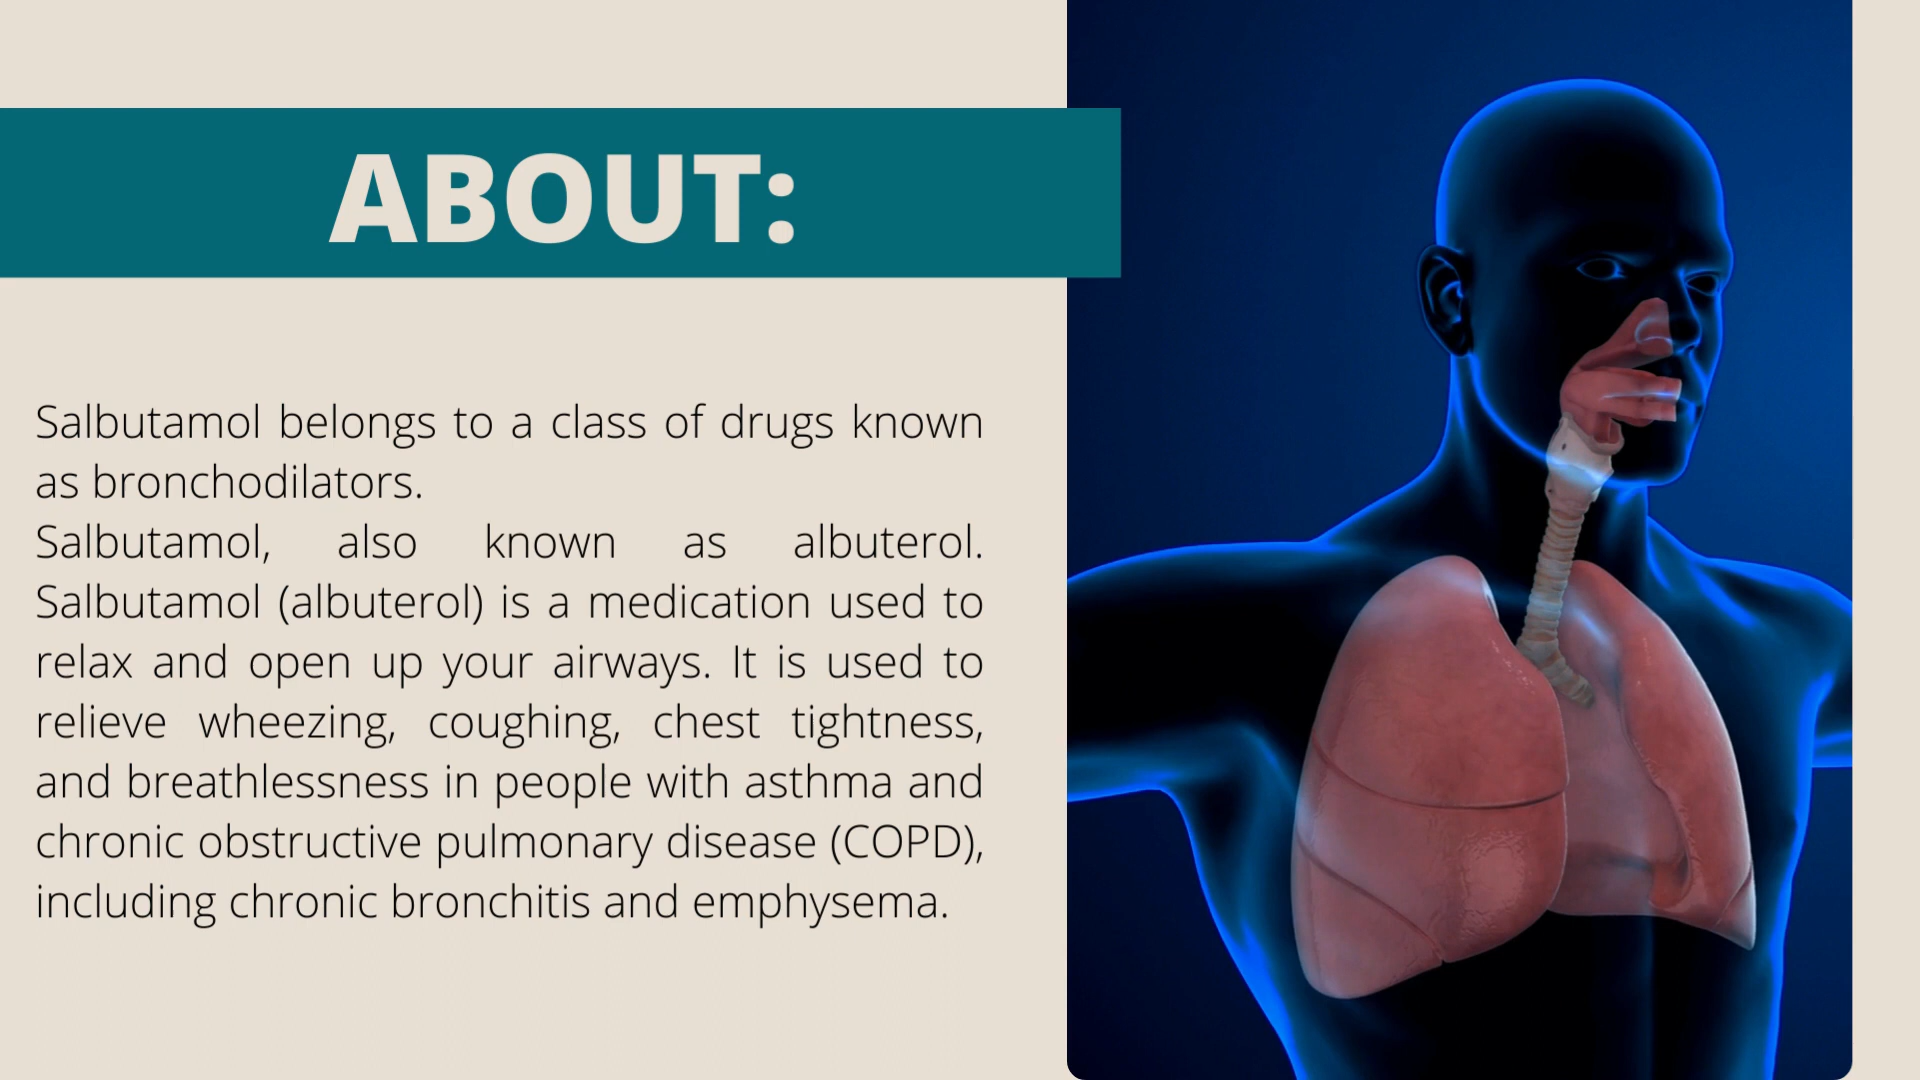 ABOUT:
Salbutamol belongs to a class of drugs known
as bronchodilators.
Salbutamol, also known as albuterol.
Salbutamol (albuterol) is a medication used to
relax and open up your airways. It is used to
relieve wheezing, coughing, chest tightness,
and breathlessness in people with asthma and
chronic obstructive pulmonary disease (COPD),
including chronic bronchitis and emphysema.